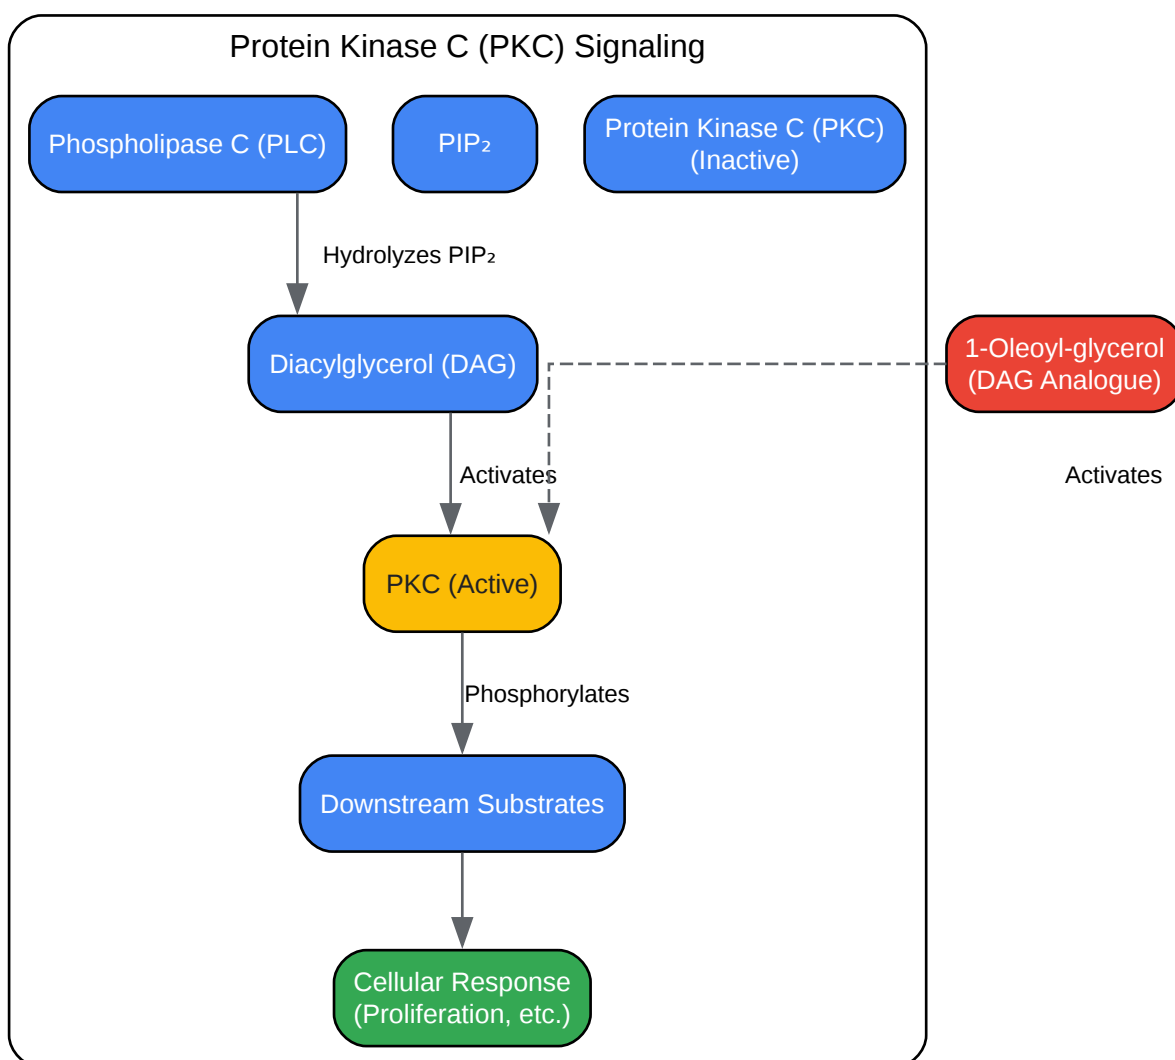 Protein Kinase C (PKC) Signaling
Phospholipase C (PLC)
PIP₂
Protein Kinase C (PKC)
(Inactive)
Hydrolyzes PIP₂
Diacylglycerol (DAG)
1-Oleoyl-glycerol
(DAG Analogue)
Activates
Activates
PKC (Active)
Phosphorylates
Downstream Substrates
Cellular Response
(Proliferation, etc.)